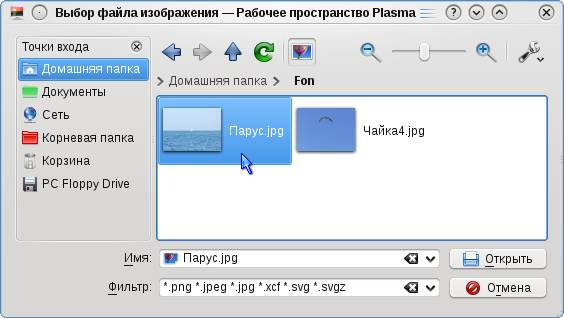 Выбор файла изображения — Рабочее пространство Plasma
Точки входа
Домашняя папка
Документы
Сеть
Корневая папка
Корзина
PC Floppy Drive
Домашняя папка Fon
Парус.jpg
Чайка4.jpg
Имя: Парус.jpg
Открыть
Фильтр: *.png *.jpeg *.jpg *.xcf *.svg *.svgz
Отмена